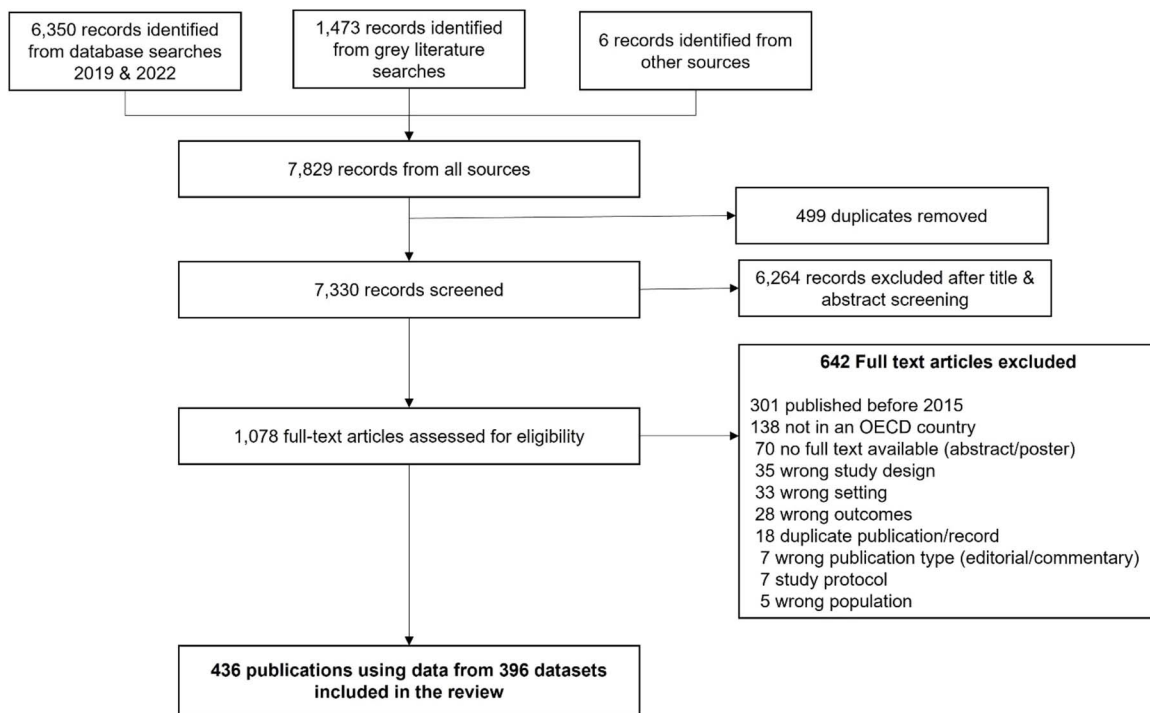 6,350 records identified
from database searches
2019 & 2022
1,473 records identified
from grey literature
searches
6 records identified from
other sources
7,829 records from all sources
499 duplicates removed
7,330 records screened
6,264 records excluded after title &
abstract screening
1,078 full-text articles assessed for eligibility
642 Full text articles excluded
301 published before 2015
138 not in an OECD country
70 no full text available (abstract/poster)
35 wrong study design
33 wrong setting
28 wrong outcomes
18 duplicate publication/record
7 wrong publication type (editorial/commentary)
7 study protocol
5 wrong population
436 publications using data from 396 datasets
included in the review